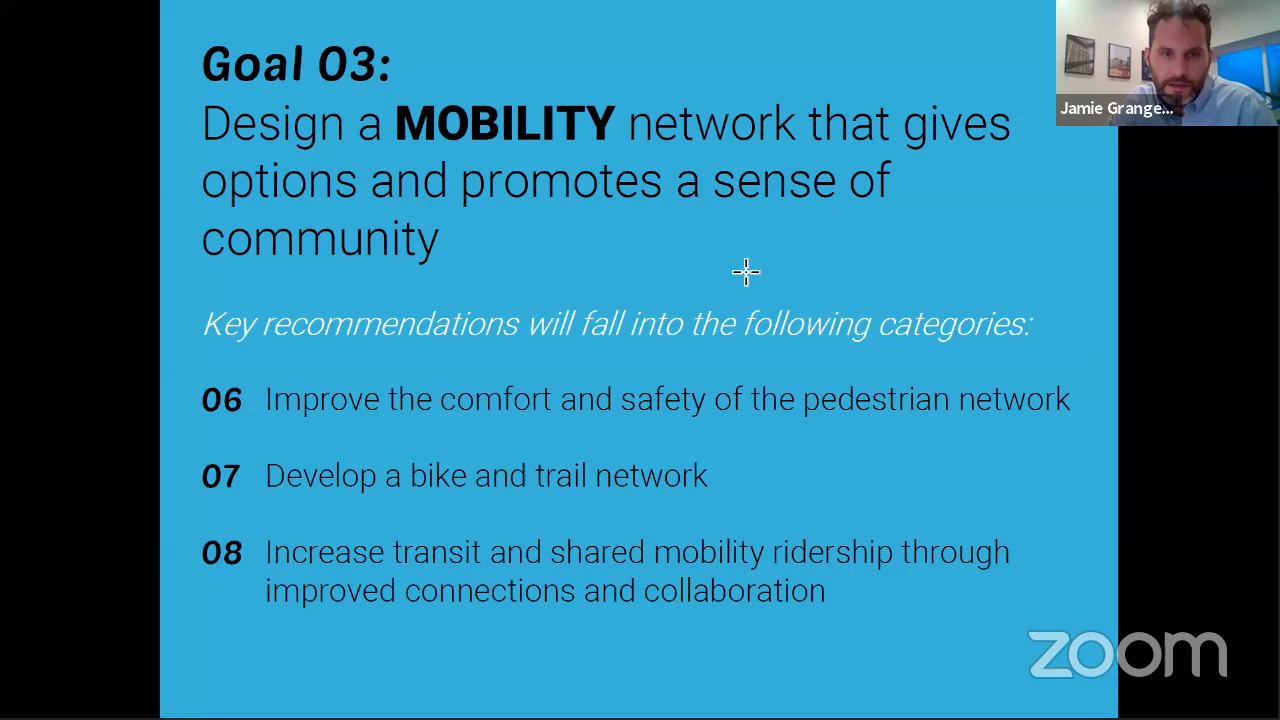 Goal 03:
Design a MOBILITY network that gives
options and promotes a sense of
community
Key recommendations will fall into the following categories:
06 Improve the comfort and safety of the pedestrian network
07 Develop a bike and trail network
08 Increase transit and shared mobility ridership through
improved connections and collaboration
Jamie Grange...
zoom